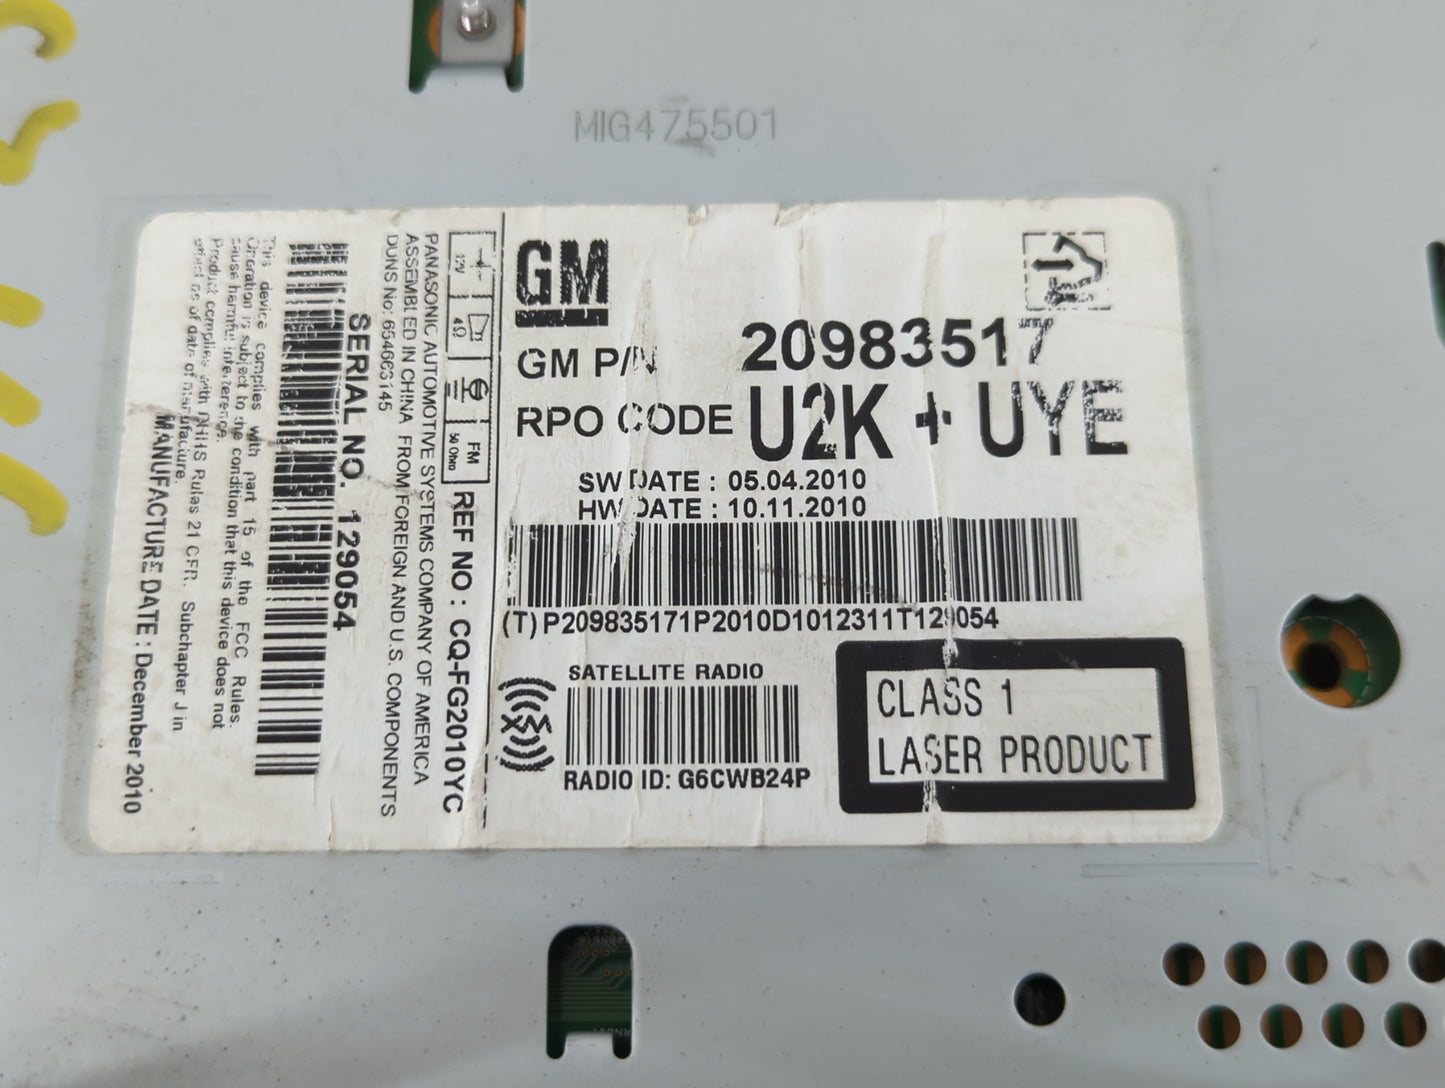 MIG475501
GM
GM P/N 20983517
RPO CODE U2K + UYE
SW DATE : 05.04.2010
HW DATE : 10.11.2010
(T)P209835171P2010D1012311T129054
SATELLITE RADIO
RADIO ID: G6CWB24P
CLASS 1
LASER PRODUCT
12V
4Ω
FM
50 Ohm
REF NO : CQ-FG2010YC
PANASONIC AUTOMOTIVE SYSTEMS COMPANY OF AMERICA
ASSEMBLED IN CHINA FROM FOREIGN AND U.S. COMPONENTS
DUNS No: 654663145
SERIAL NO. 129054
This device complies with part 15 of the FCC Rules.
Operation is subject to the condition that this device does not
cause harmful interference.
Product complies with DHHS Rules 21 CFR. Subchapter J in
effect as of date of manufacture.
MANUFACTURE DATE : December 2010